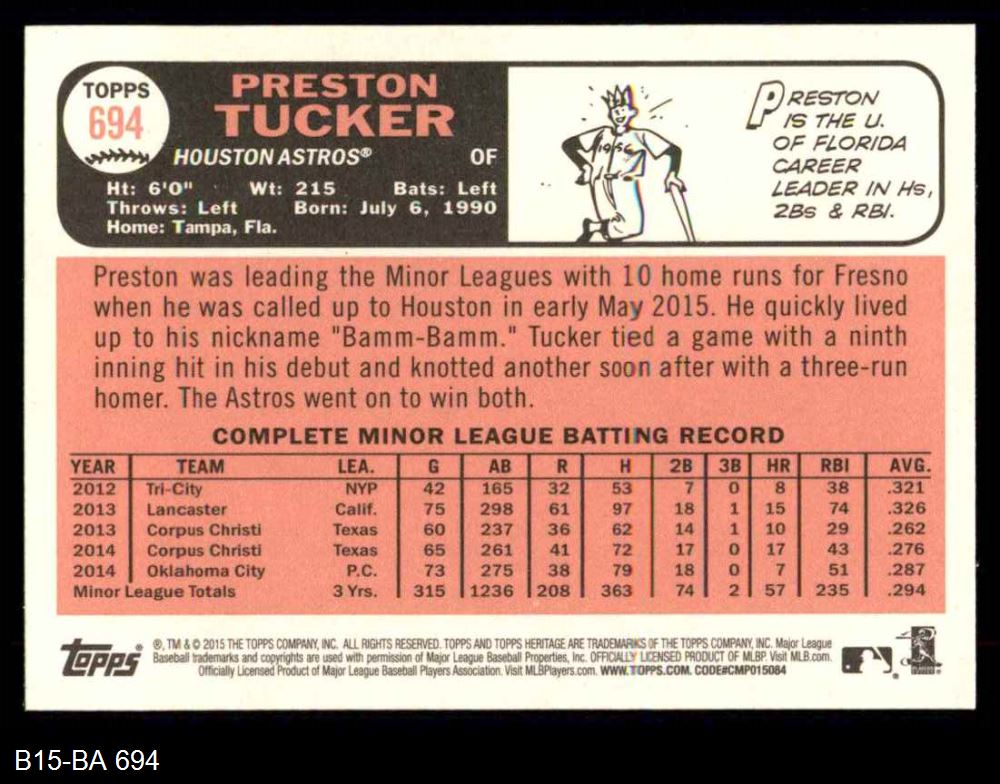 TOPPS
694
PRESTON
TUCKER
HOUSTON ASTROS® OF
Ht: 6'0" Wt: 215 Bats: Left
Throws: Left Born: July 6, 1990
Home: Tampa, Fla.
1956
PRESTON
IS THE U.
OF FLORIDA
CAREER
LEADER IN HS,
2BS & RBI.
Preston was leading the Minor Leagues with 10 home runs for Fresno
when he was called up to Houston in early May 2015. He quickly lived
up to his nickname "Bamm-Bamm." Tucker tied a game with a ninth
inning hit in his debut and knotted another soon after with a three-run
homer. The Astros went on to win both.
COMPLETE MINOR LEAGUE BATTING RECORD
YEAR TEAM LEA. G AB R H 2B 3B HR RBI AVG.
2012 Tri-City NYP 42 165 32 53 7 0 8 38 .321
2013 Lancaster Calif. 75 298 61 97 18 1 15 74 .326
2013 Corpus Christi Texas 60 237 36 62 14 1 10 29 .262
2014 Corpus Christi Texas 65 261 41 72 17 0 17 43 .276
2014 Oklahoma City P.C. 73 275 38 79 18 0 7 51 .287
Minor League Totals 3 Yrs. 315 1236 208 363 74 2 57 235 .294
Topps®
®, TM & © 2015 THE TOPPS COMPANY, INC. ALL RIGHTS RESERVED. TOPPS AND TOPPS HERITAGE ARE TRADEMARKS OF THE TOPPS COMPANY, INC. Major League
Baseball trademarks and copyrights are used with permission of Major League Baseball Properties, Inc. OFFICIALLY LICENSED PRODUCT OF MLBP. Visit MLB.com.
Officially Licensed Product of Major League Baseball Players Association. Visit MLBPlayers.com. WWW.TOPPS.COM. CODE#CMP015084
B15-BA 694